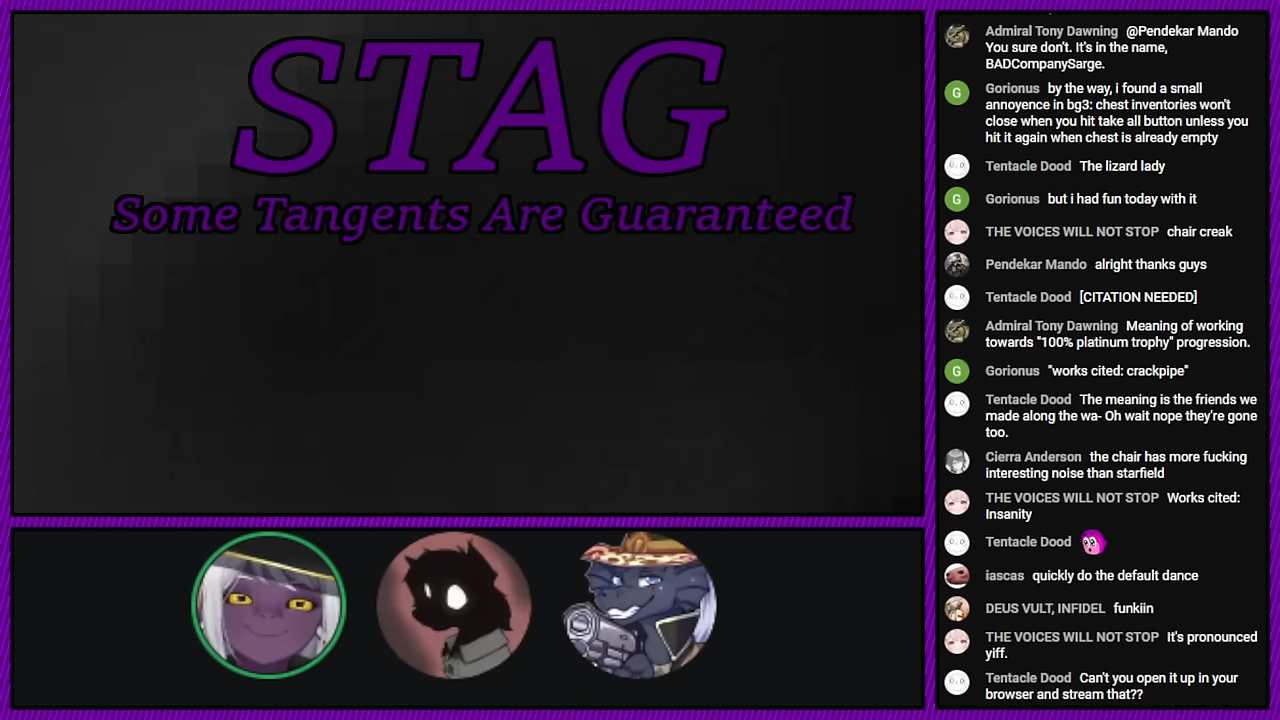 STAG
Some Tangents Are Guaranteed
Admiral Tony Dawning @Pendekar Mando
You sure don't. It's in the name,
BADCompanySarge.
G
Gorionus by the way, i found a small
annoyence in bg3: chest inventories won't
close when you hit take all button unless you
hit it again when chest is already empty
Tentacle Dood The lizard lady
G
Gorionus but i had fun today with it
THE VOICES WILL NOT STOP chair creak
Pendekar Mando alright thanks guys
Tentacle Dood [CITATION NEEDED]
Admiral Tony Dawning Meaning of working
towards "100% platinum trophy" progression.
G
Gorionus "works cited: crackpipe"
Tentacle Dood The meaning is the friends we
made along the wa- Oh wait nope they're gone
too.
Cierra Anderson the chair has more fucking
interesting noise than starfield
THE VOICES WILL NOT STOP Works cited:
Insanity
Tentacle Dood
iascas quickly do the default dance
DEUS VULT, INFIDEL funkiin
THE VOICES WILL NOT STOP It's pronounced
yiff.
Tentacle Dood Can't you open it up in your
browser and stream that??